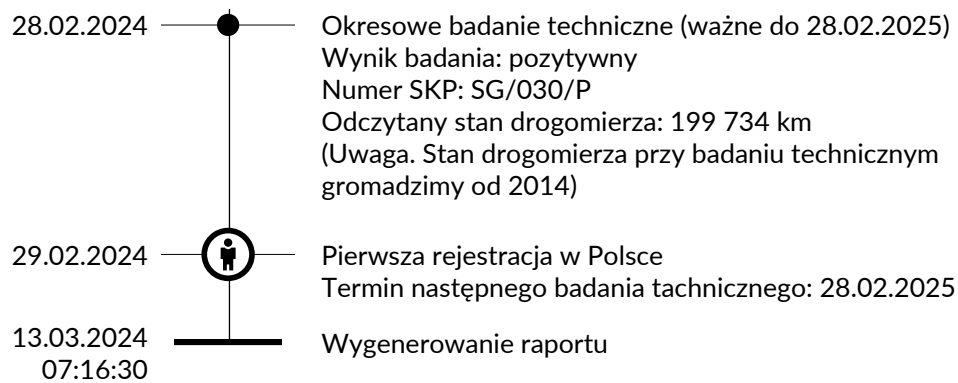 28.02.2024
Okresowe badanie techniczne (ważne do 28.02.2025)
Wynik badania: pozytywny
Numer SKP: SG/030/P
Odczytany stan drogomierza: 199 734 km
(Uwaga. Stan drogomierza przy badaniu technicznym
gromadzimy od 2014)
29.02.2024
Pierwsza rejestracja w Polsce
Termin następnego badania tachnicznego: 28.02.2025
13.03.2024
07:16:30
Wygenerowanie raportu